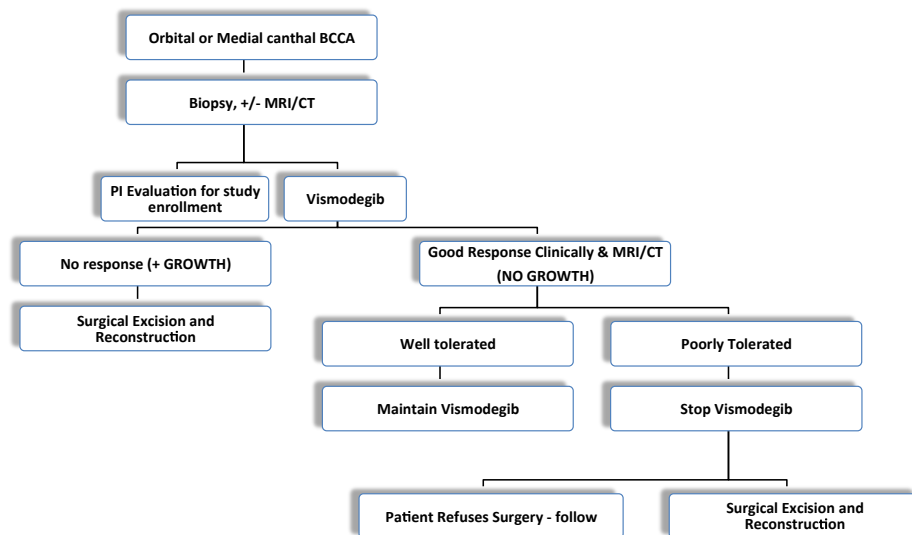 Orbital or Medial canthal BCCA
Biopsy, +/- MRI/CT
PI Evaluation for study
enrollment
Vismodegib
No response (+ GROWTH)
Good Response Clinically & MRI/CT
(NO GROWTH)
Surgical Excision and
Reconstruction
Well tolerated
Poorly Tolerated
Maintain Vismodegib
Stop Vismodegib
Patient Refuses Surgery - follow
Surgical Excision and
Reconstruction